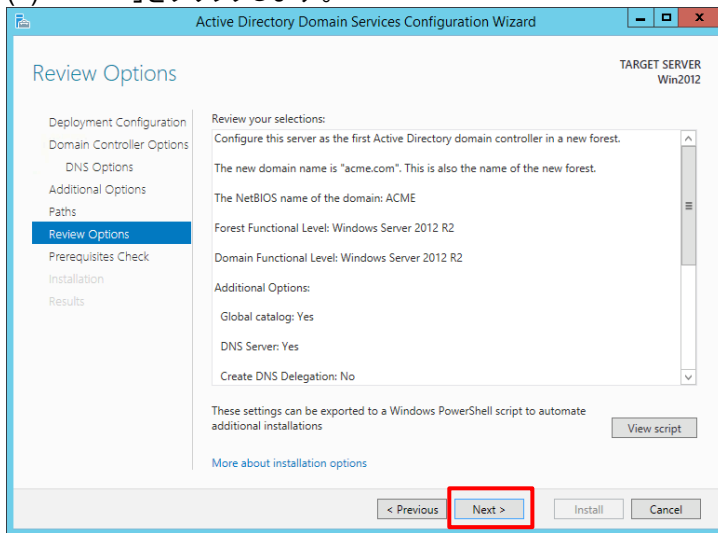 Active Directory Domain Services Configuration Wizard
Review Options
TARGET SERVER
Win2012
Deployment Configuration
Domain Controller Options
DNS Options
Additional Options
Paths
Review Options
Prerequisites Check
Installation
Results
Review your selections:
Configure this server as the first Active Directory domain controller in a new forest.
The new domain name is "acme.com". This is also the name of the new forest.
The NetBIOS name of the domain: ACME
Forest Functional Level: Windows Server 2012 R2
Domain Functional Level: Windows Server 2012 R2
Additional Options:
Global catalog: Yes
DNS Server: Yes
Create DNS Delegation: No
These settings can be exported to a Windows PowerShell script to automate
additional installations
View script
More about installation options
< Previous
Next >
Install
Cancel